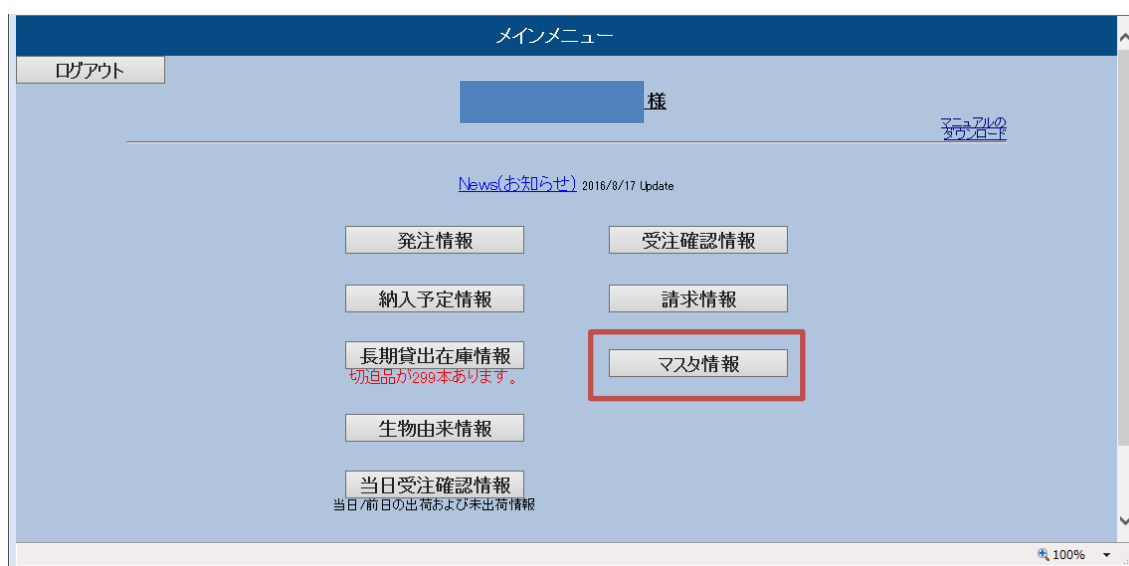 メインメニュー
ログアウト
様
マニュアルの
ダウンロード
News(お知らせ) 2016/8/17 Update
発注情報
受注確認情報
納入予定情報
請求情報
長期貸出在庫情報
切迫品が299本あります。
マスタ情報
生物由来情報
当日受注確認情報
当日/前日の出荷および未出荷情報
100%